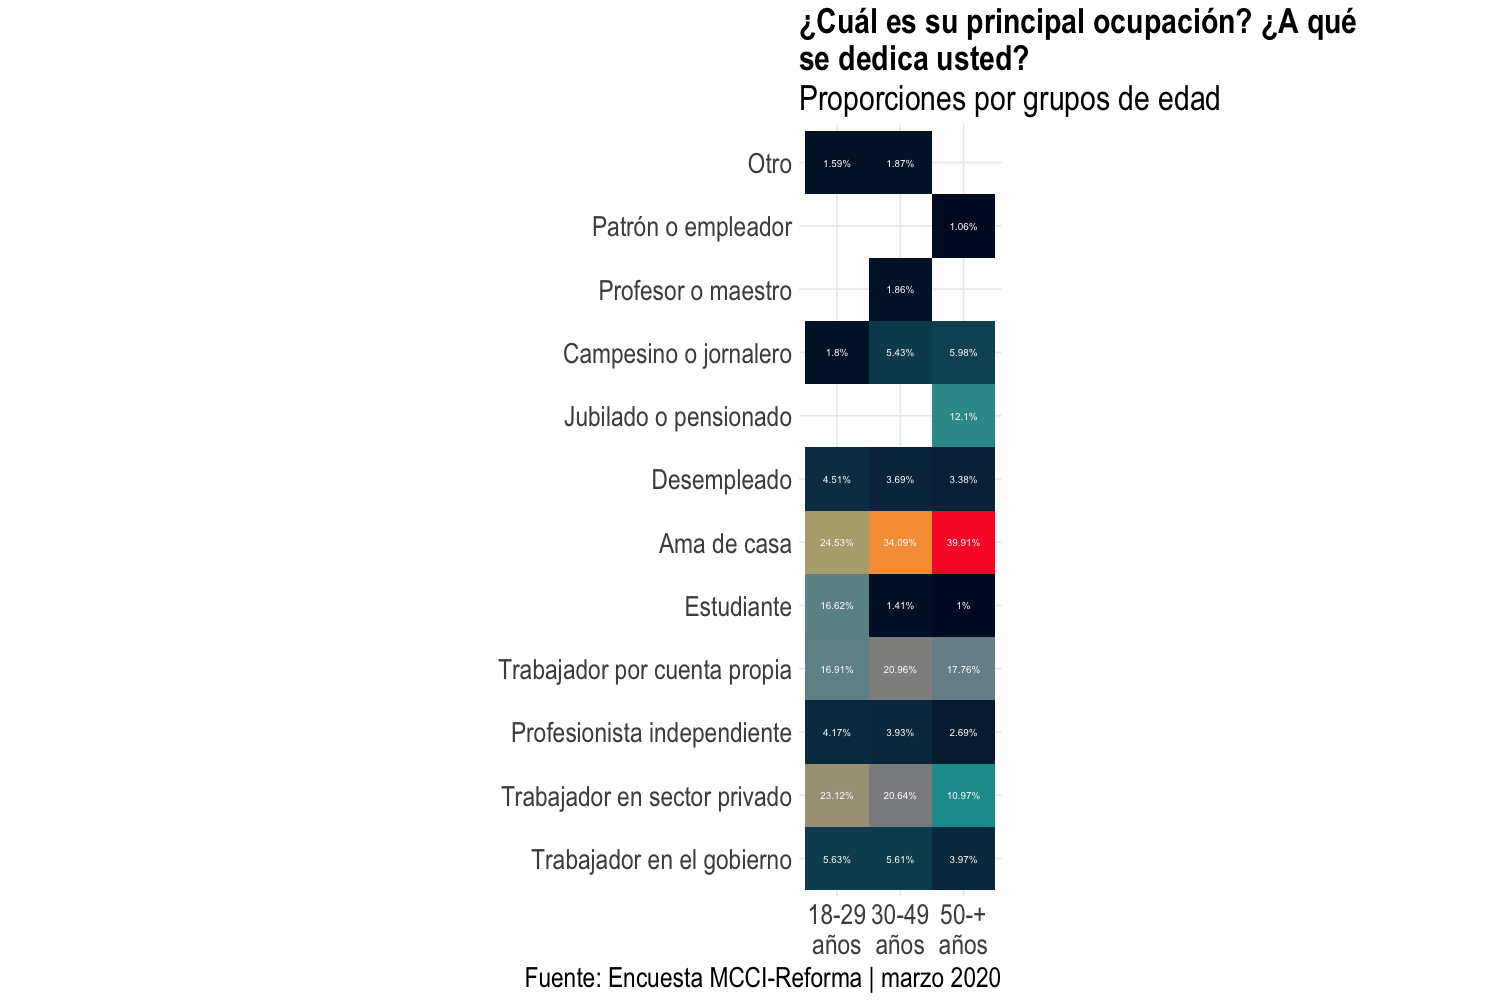 ¿Cuál es su principal ocupación? ¿A qué
se dedica usted?
Proporciones por grupos de edad
Otro 1.59% 1.87%
Patrón o empleador 1.06%
Profesor o maestro 1.86%
Campesino o jornalero 1.8% 5.43% 5.98%
Jubilado o pensionado 12.1%
Desempleado 4.51% 3.69% 3.38%
Ama de casa 24.53% 34.09% 39.91%
Estudiante 16.62% 1.41% 1%
Trabajador por cuenta propia 16.91% 20.96% 17.76%
Profesionista independiente 4.17% 3.93% 2.69%
Trabajador en sector privado 23.12% 20.64% 10.97%
Trabajador en el gobierno 5.63% 5.61% 3.97%
18-29 30-49 50-+
años años años
Fuente: Encuesta MCCI-Reforma | marzo 2020